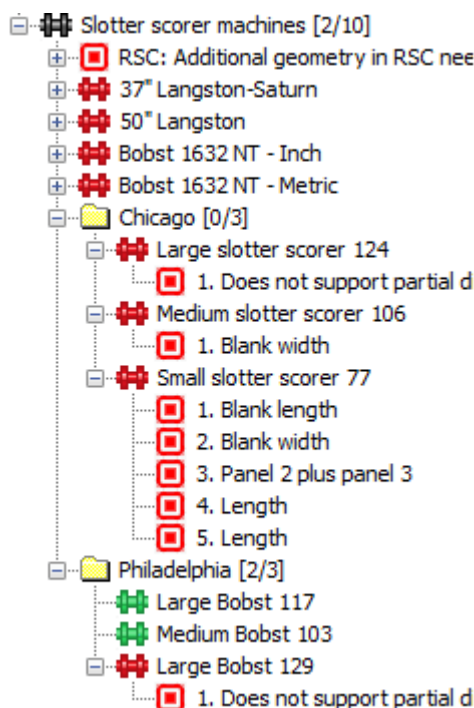 Slotter scorer machines [2/10]
RSC: Additional geometry in RSC nee
37" Langston-Saturn
50" Langston
Bobst 1632 NT - Inch
Bobst 1632 NT - Metric
Chicago [0/3]
Large slotter scorer 124
1. Does not support partial d
Medium slotter scorer 106
1. Blank width
Small slotter scorer 77
1. Blank length
2. Blank width
3. Panel 2 plus panel 3
4. Length
5. Length
Philadelphia [2/3]
Large Bobst 117
Medium Bobst 103
Large Bobst 129
1. Does not support partial d